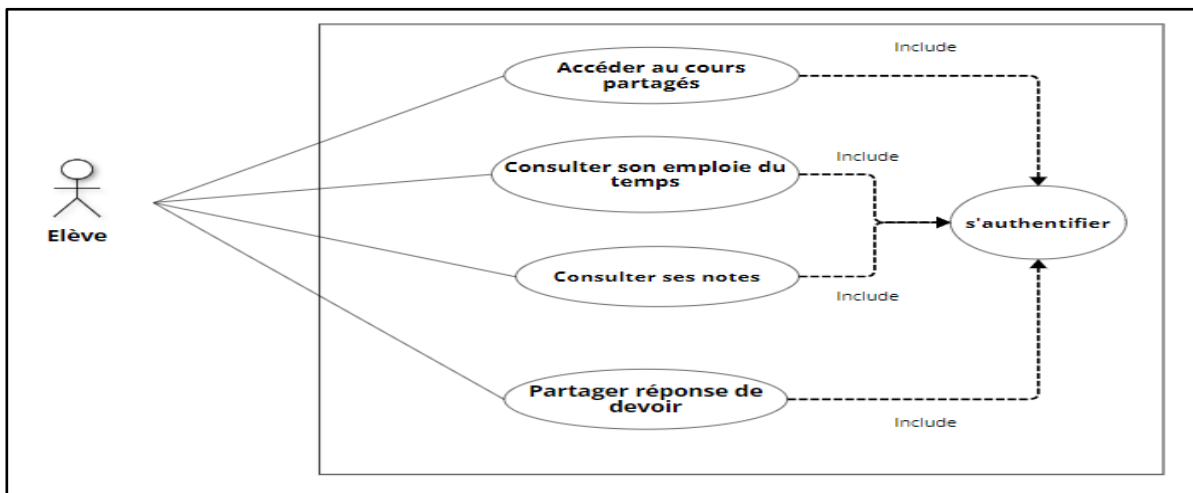 Include
Accéder au cours
partagés
Include
Consulter son emploie du
temps
Elève
s'authentifier
Consulter ses notes
Include
Partager réponse de
devoir
Include